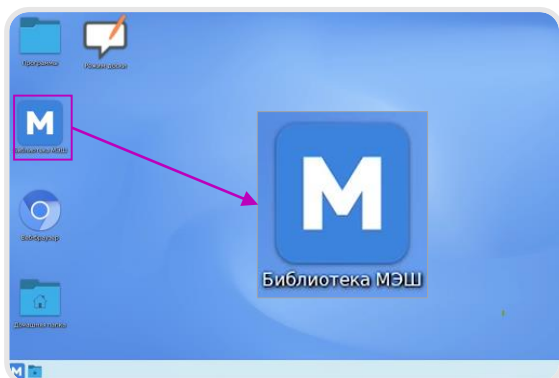 Программы
Режим доски
M
Библиотека МЭШ
M
Библиотека МЭШ
Веб-браузер
Домашняя папка
M